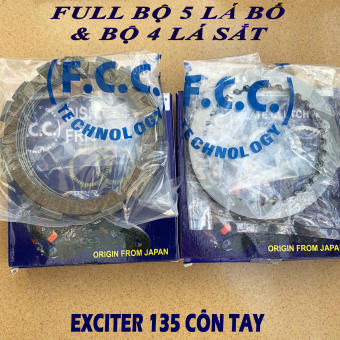 FULL BỘ 5 LÁ BỐ
& BỘ 4 LÁ SẮT
(F.C.C.)
TECHNOLOGY
(F.C.C.)
TECHNOLOGY
ORIGIN FROM JAPAN
ORIGIN FROM JAPAN
EXCITER 135 CÔN TAY